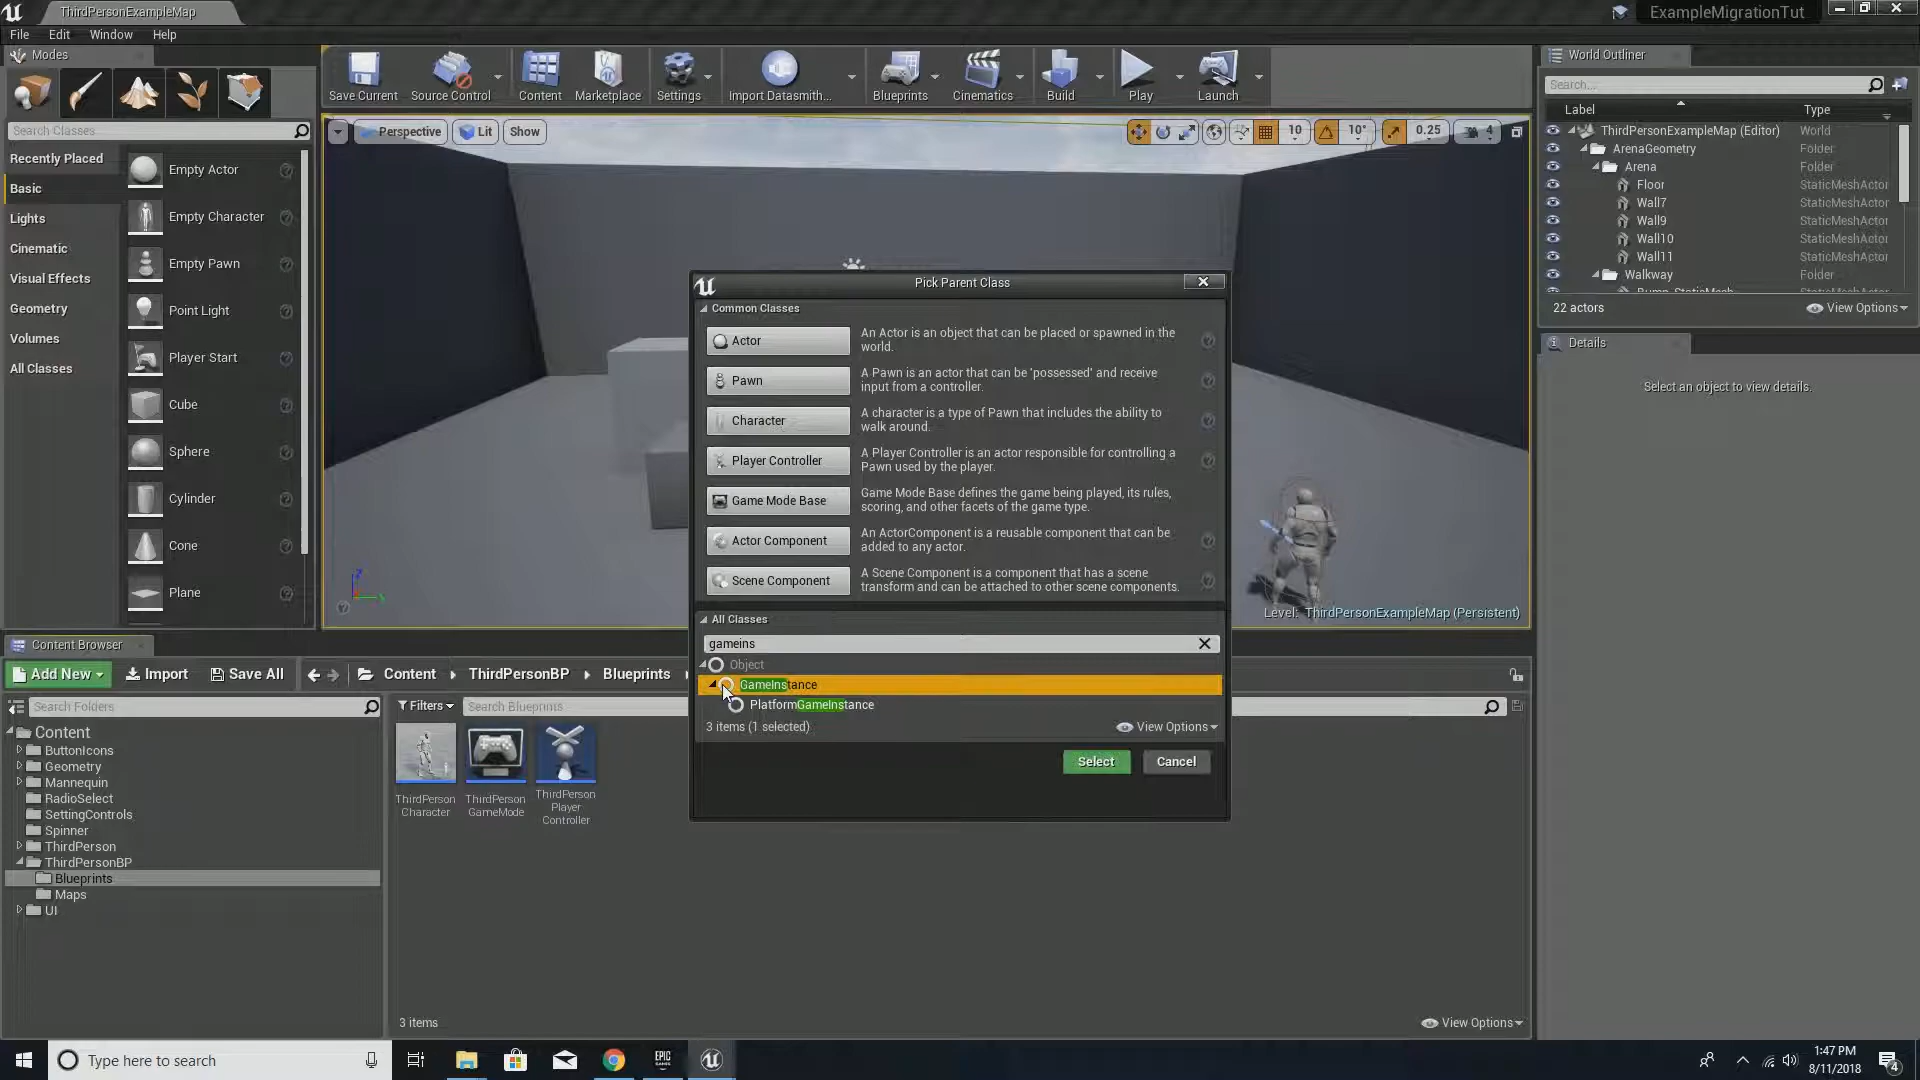 ThirdPersonExampleMap
ExampleMigrationTut
File Edit Window Help
Modes
Search Classes
Recently Placed
Basic
Lights
Cinematic
Visual Effects
Geometry
Volumes
All Classes
Empty Actor
Empty Character
Empty Pawn
Point Light
Player Start
Cube
Sphere
Cylinder
Cone
Plane
Save Current
Source Control
Content
Marketplace
Settings
Import Datasmith...
Blueprints
Cinematics
Build
Play
Launch
Perspective
Lit
Show
10
10°
0.25
4
Level: ThirdPersonExampleMap (Persistent)
World Outliner
Search...
Label Type
ThirdPersonExampleMap (Editor) World
ArenaGeometry Folder
Arena Folder
Floor StaticMeshActor
Wall7 StaticMeshActor
Wall9 StaticMeshActor
Wall10 StaticMeshActor
Wall11 StaticMeshActor
Walkway Folder
Bump_StaticMesh StaticMeshActor
22 actors
View Options
Details
Select an object to view details.
Pick Parent Class
Common Classes
Actor
An Actor is an object that can be placed or spawned in the
world.
Pawn
A Pawn is an actor that can be 'possessed' and receive
input from a controller.
Character
A character is a type of Pawn that includes the ability to
walk around.
Player Controller
A Player Controller is an actor responsible for controlling a
Pawn used by the player.
Game Mode Base
Game Mode Base defines the game being played, its rules,
scoring, and other facets of the game type.
Actor Component
An ActorComponent is a reusable component that can be
added to any actor.
Scene Component
A Scene Component is a component that has a scene
transform and can be attached to other scene components.
All Classes
gameins
Object
GameInstance
PlatformGameInstance
3 items (1 selected)
View Options
Select
Cancel
Content Browser
Add New
Import
Save All
Content
ThirdPersonBP
Blueprints
Search Folders
Filters
Search Blueprints
Content
ButtonIcons
Geometry
Mannequin
RadioSelect
SettingControls
Spinner
ThirdPerson
ThirdPersonBP
Blueprints
Maps
UI
ThirdPerson
Character
ThirdPerson
GameMode
ThirdPerson
Player
Controller
3 items
View Options
Type here to search
EPIC
GAMES
1:47 PM
8/11/2018
4